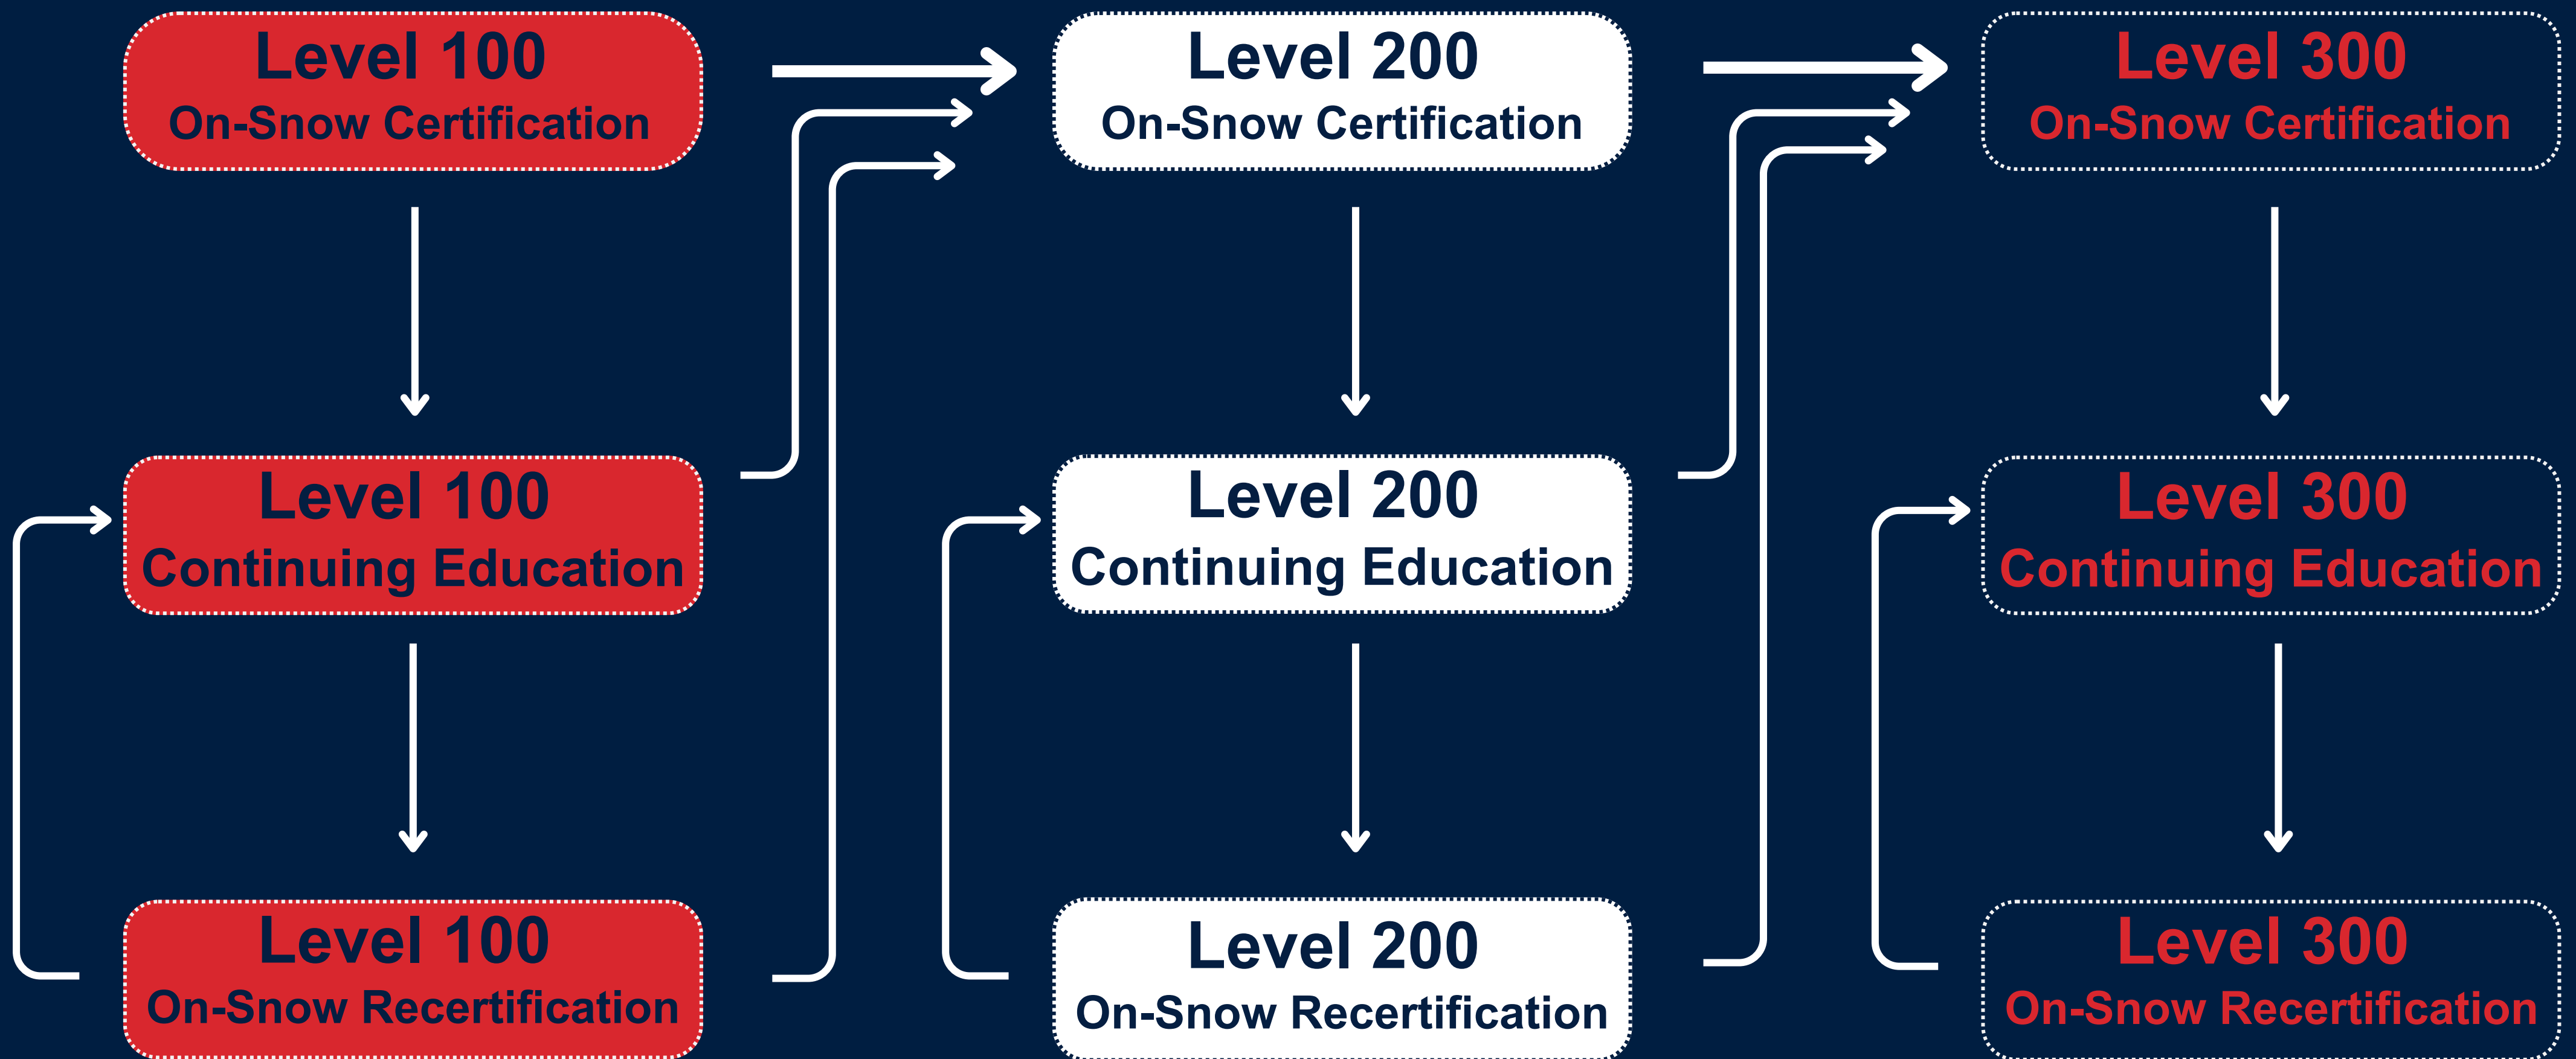 Level 100
On-Snow Certification
Level 200
On-Snow Certification
Level 300
On-Snow Certification
Level 100
Continuing Education
Level 200
Continuing Education
Level 300
Continuing Education
Level 100
On-Snow Recertification
Level 200
On-Snow Recertification
Level 300
On-Snow Recertification